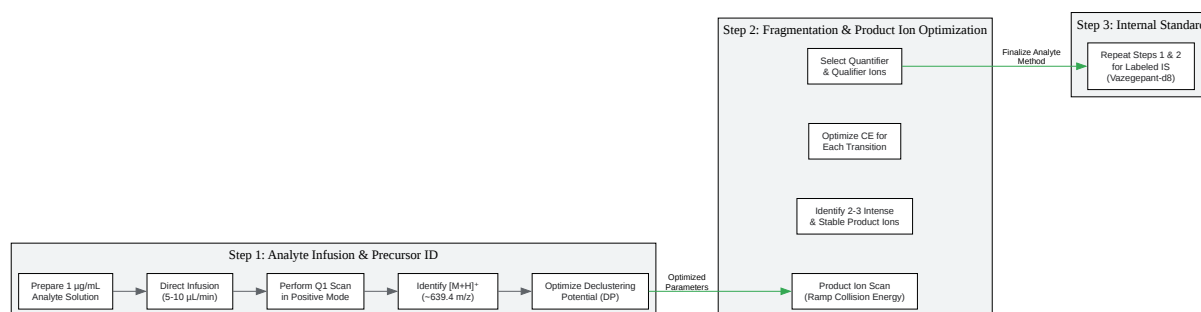 Step 1: Analyte Infusion & Precursor ID
Prepare 1 µg/mL
Analyte Solution
Direct Infusion
(5-10 µL/min)
Perform Q1 Scan
in Positive Mode
Identify [M+H]⁺
(~639.4 m/z)
Optimize Declustering
Potential (DP)
Optimized
Parameters
Step 2: Fragmentation & Product Ion Optimization
Select Quantifier
& Qualifier Ions
Optimize CE for
Each Transition
Identify 2-3 Intense
& Stable Product Ions
Product Ion Scan
(Ramp Collision Energy)
Finalize Analyte
Method
Step 3: Internal Standard
Repeat Steps 1 & 2
for Labeled IS
(Vazegepant-d8)